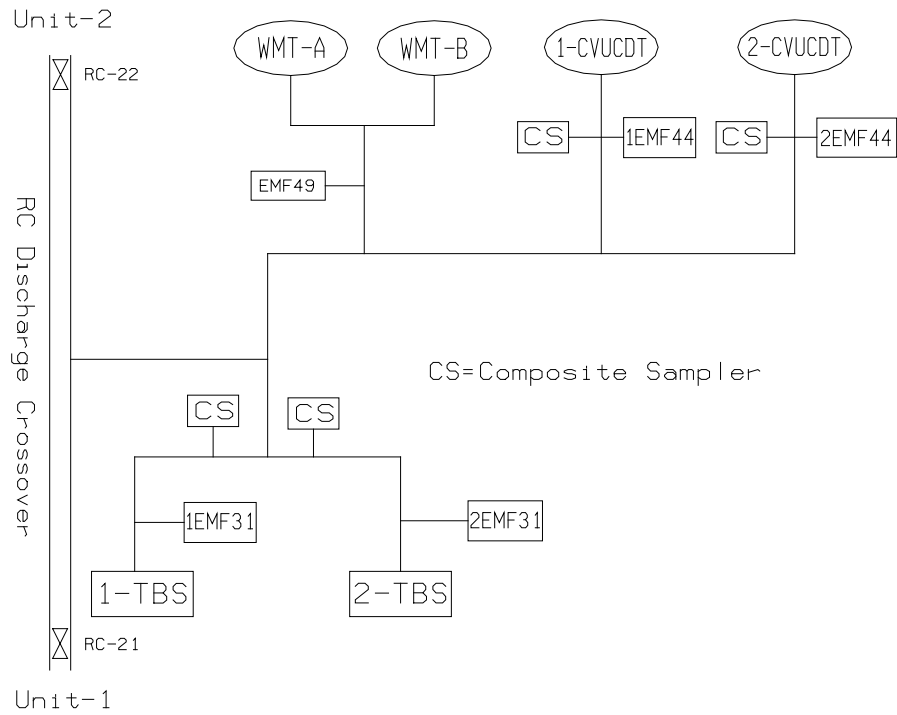 Unit-2
RC-22
WMT-A
WMT-B
1-CVUCDT
2-CVUCDT
CS
1EMF44
CS
2EMF44
EMF49
RC Discharge Crossover
CS=Composite Sampler
CS
CS
1EMF31
2EMF31
1-TBS
2-TBS
RC-21
Unit-1